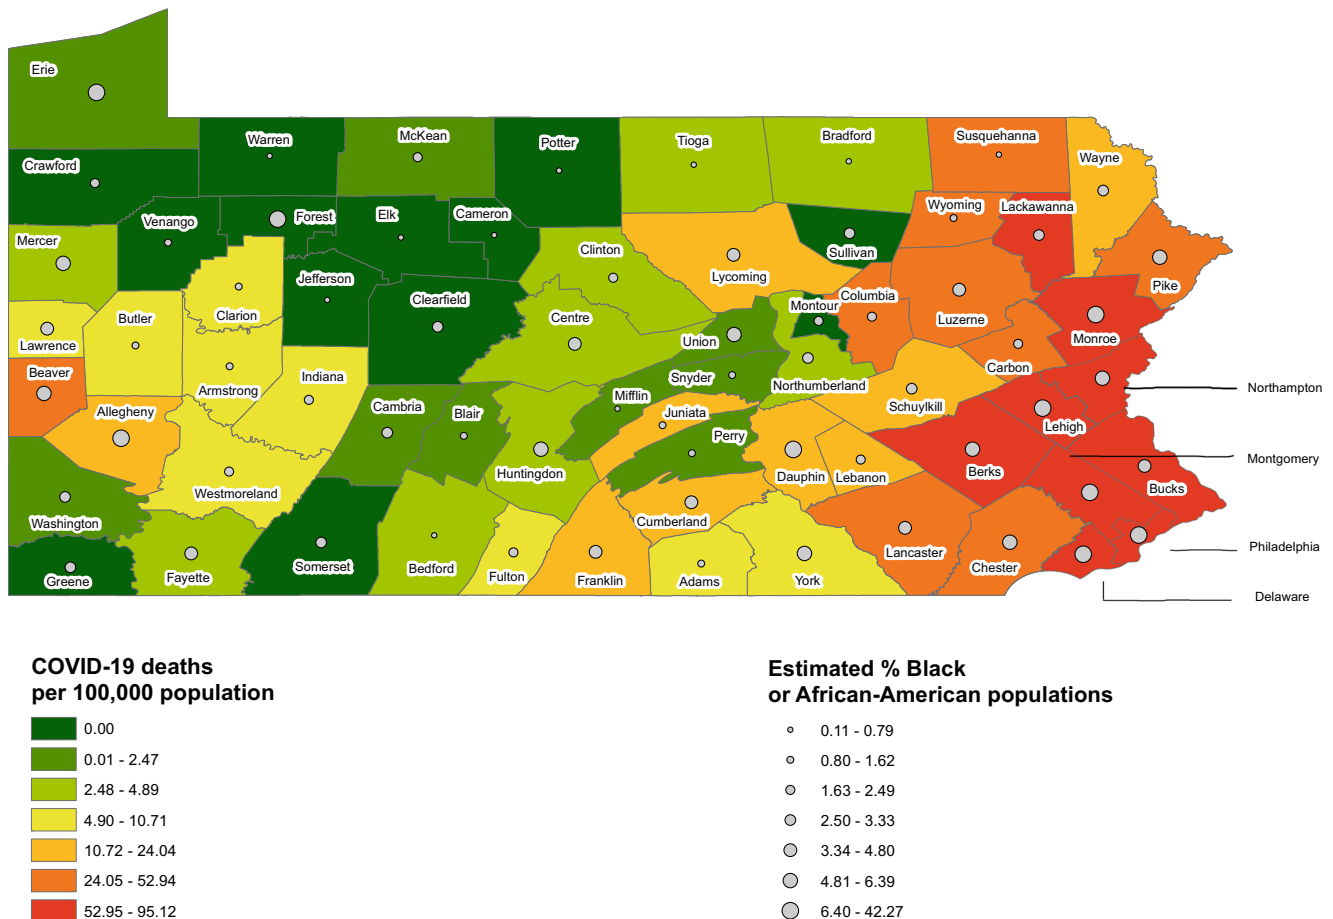 Erie
Warren
McKean
Potter
Tioga
Bradford
Susquehanna
Wayne
Crawford
Venango
Forest
Elk
Cameron
Wyoming
Lackawanna
Mercer
Clinton
Lycoming
Sullivan
Pike
Jefferson
Clearfield
Clarion
Butler
Lawrence
Centre
Montour
Columbia
Luzerne
Monroe
Union
Carbon
Beaver
Armstrong
Indiana
Snyder
Northumberland
Northampton
Allegheny
Cambria
Blair
Mifflin
Juniata
Schuylkill
Lehigh
Perry
Montgomery
Huntingdon
Dauphin
Lebanon
Berks
Bucks
Westmoreland
Washington
Cumberland
Lancaster
Philadelphia
Greene
Fayette
Somerset
Bedford
Fulton
Franklin
Adams
York
Chester
Delaware
COVID-19 deaths
per 100,000 population
0.00
0.01 - 2.47
2.48 - 4.89
4.90 - 10.71
10.72 - 24.04
24.05 - 52.94
52.95 - 95.12
Estimated % Black
or African-American populations
0.11 - 0.79
0.80 - 1.62
1.63 - 2.49
2.50 - 3.33
3.34 - 4.80
4.81 - 6.39
6.40 - 42.27